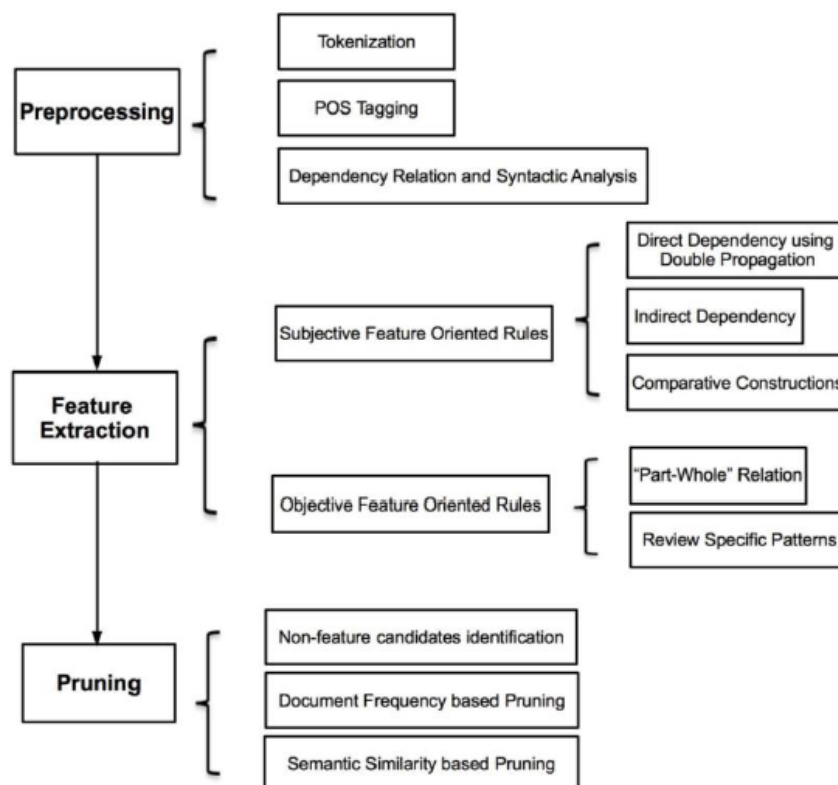 Tokenization
Preprocessing
POS Tagging
Dependency Relation and Syntactic Analysis
Direct Dependency using
Double Propagation
Subjective Feature Oriented Rules
Indirect Dependency
Comparative Constructions
Feature
Extraction
"Part-Whole" Relation
Objective Feature Oriented Rules
Review Specific Patterns
Non-feature candidates identification
Pruning
Document Frequency based Pruning
Semantic Similarity based Pruning